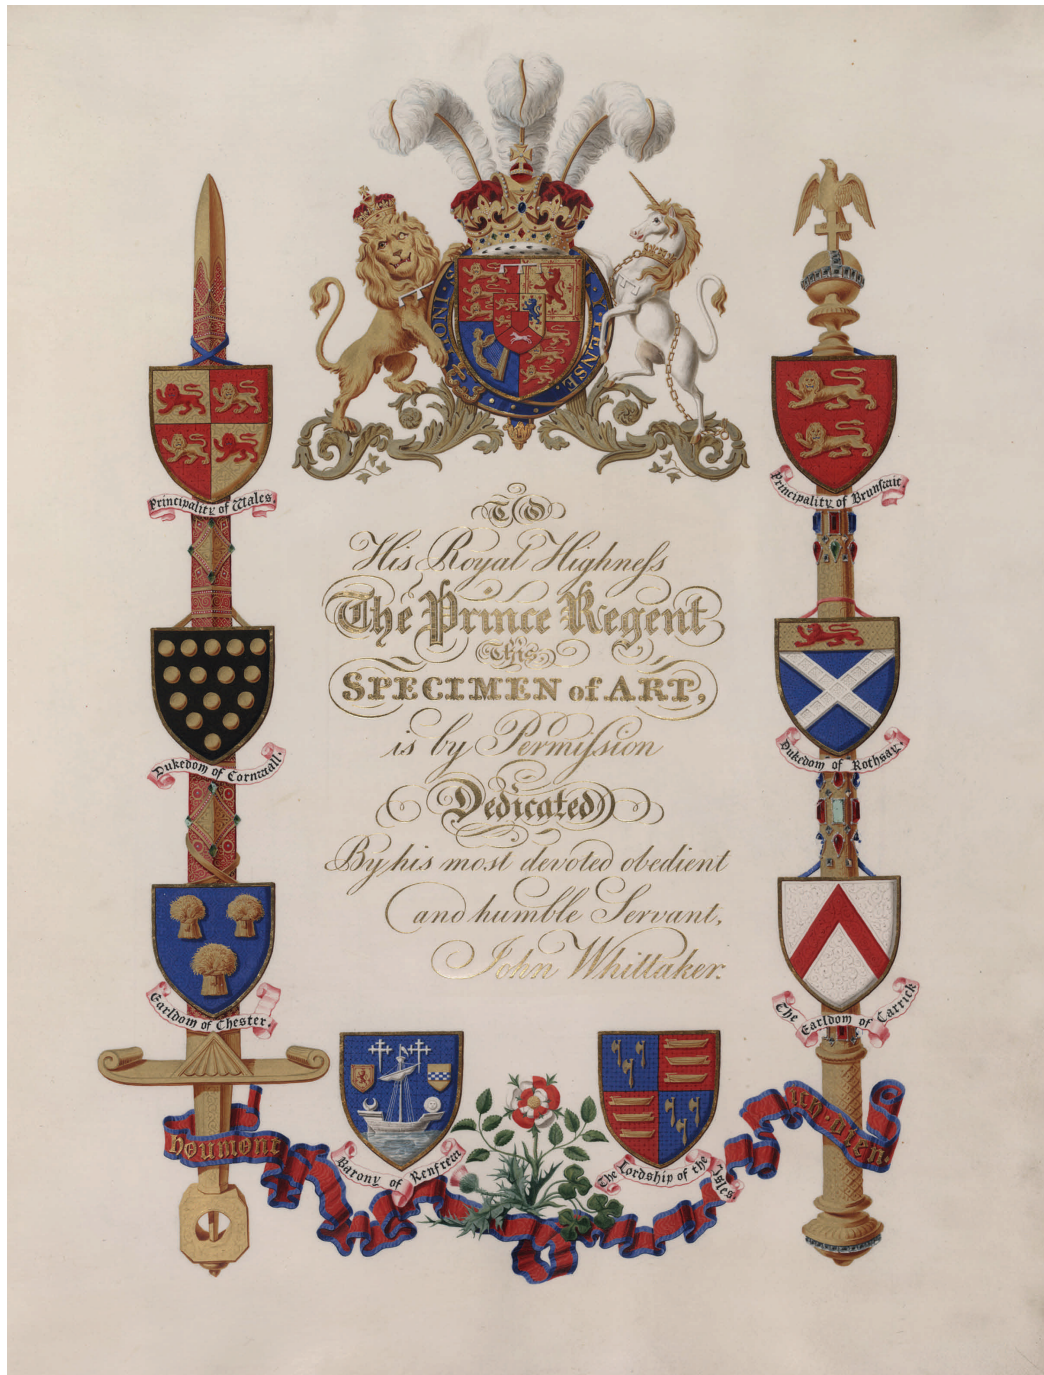 HONI · S Y · PENSE.
TO
His Royal Highneſs
The Prince Regent
This
SPECIMEN of ART,
is by Permiſsion
Dedicated
By his most devoted obedient
and humble Servant,
John Whittaker.
Principality of Wales.
Dukedom of Cornwall.
Earldom of Chester.
Principality of Brunswic
Dukedom of Rothsay.
The Earldom of Carrick
Barony of Renfrew
The Lordship of the Isles
houmont
ich · dien.